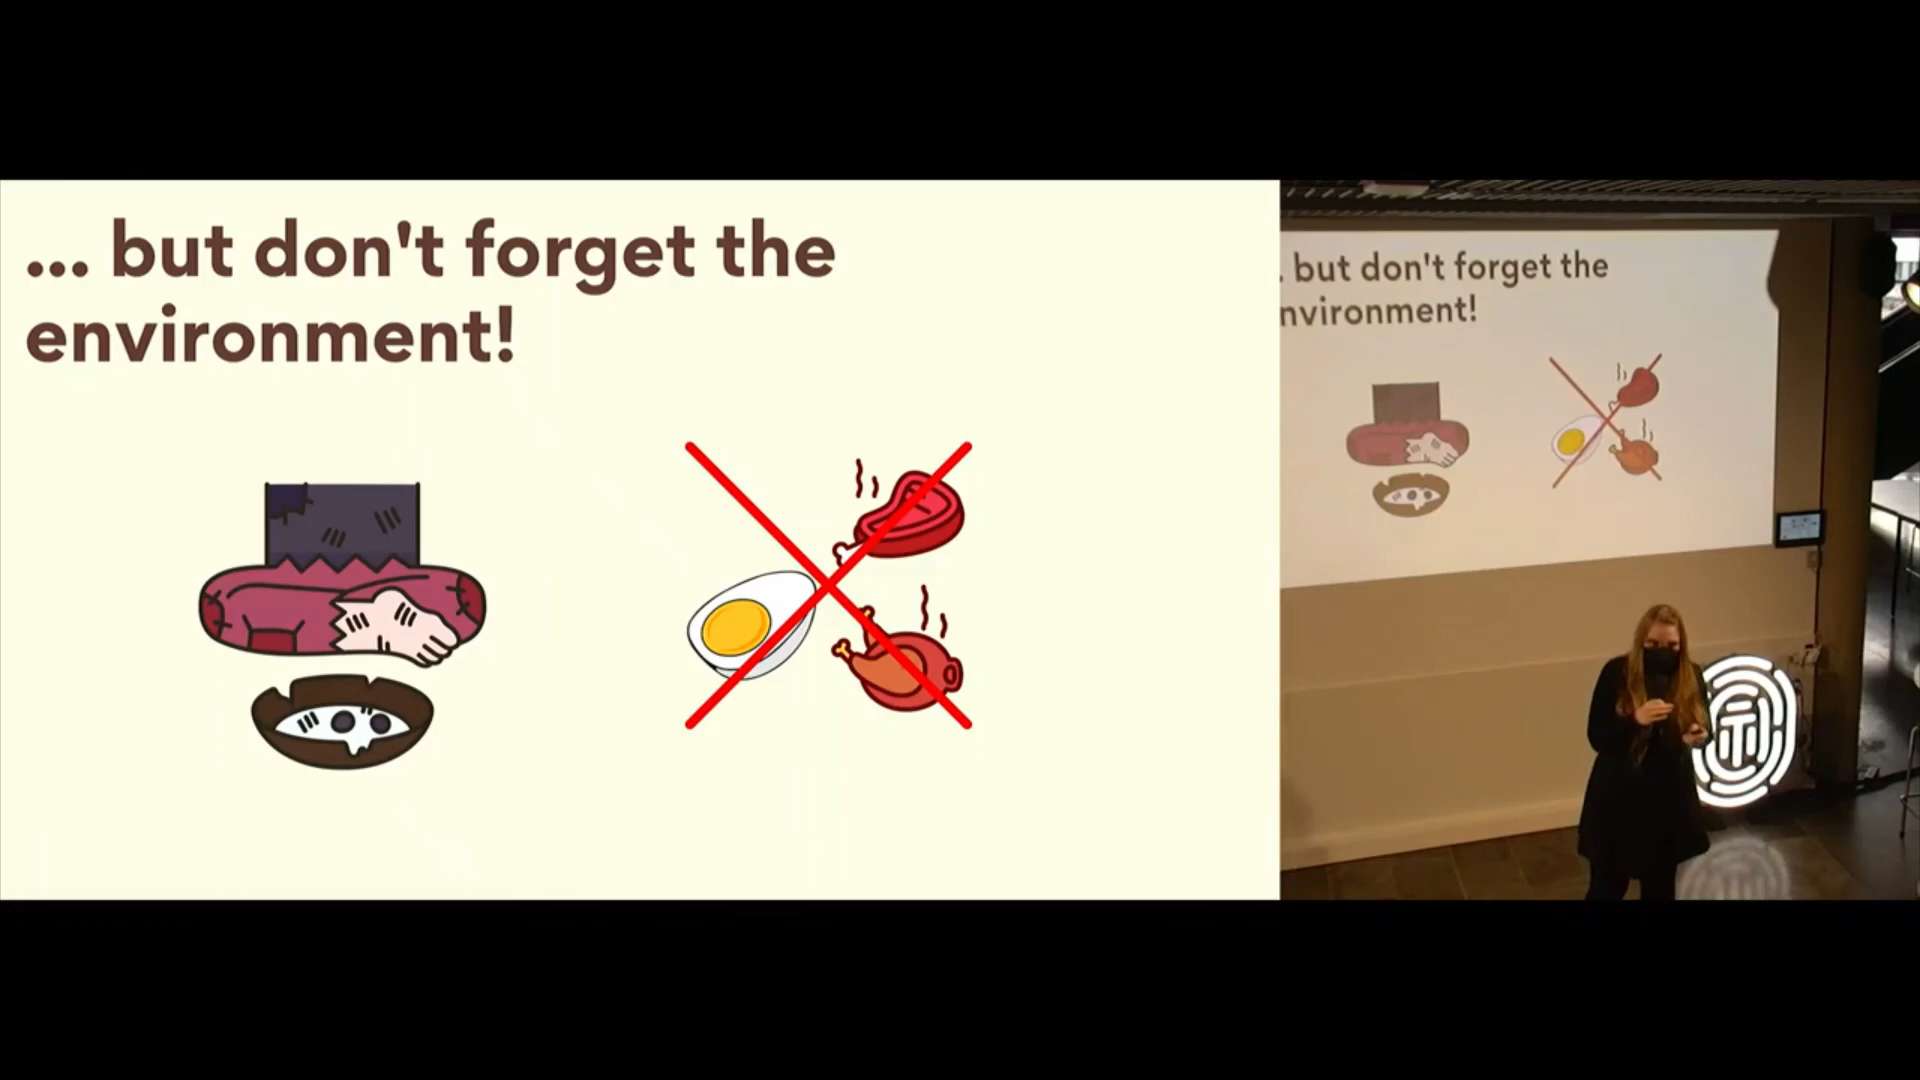 ... but don't forget the
environment!
. but don't forget the
nvironment!